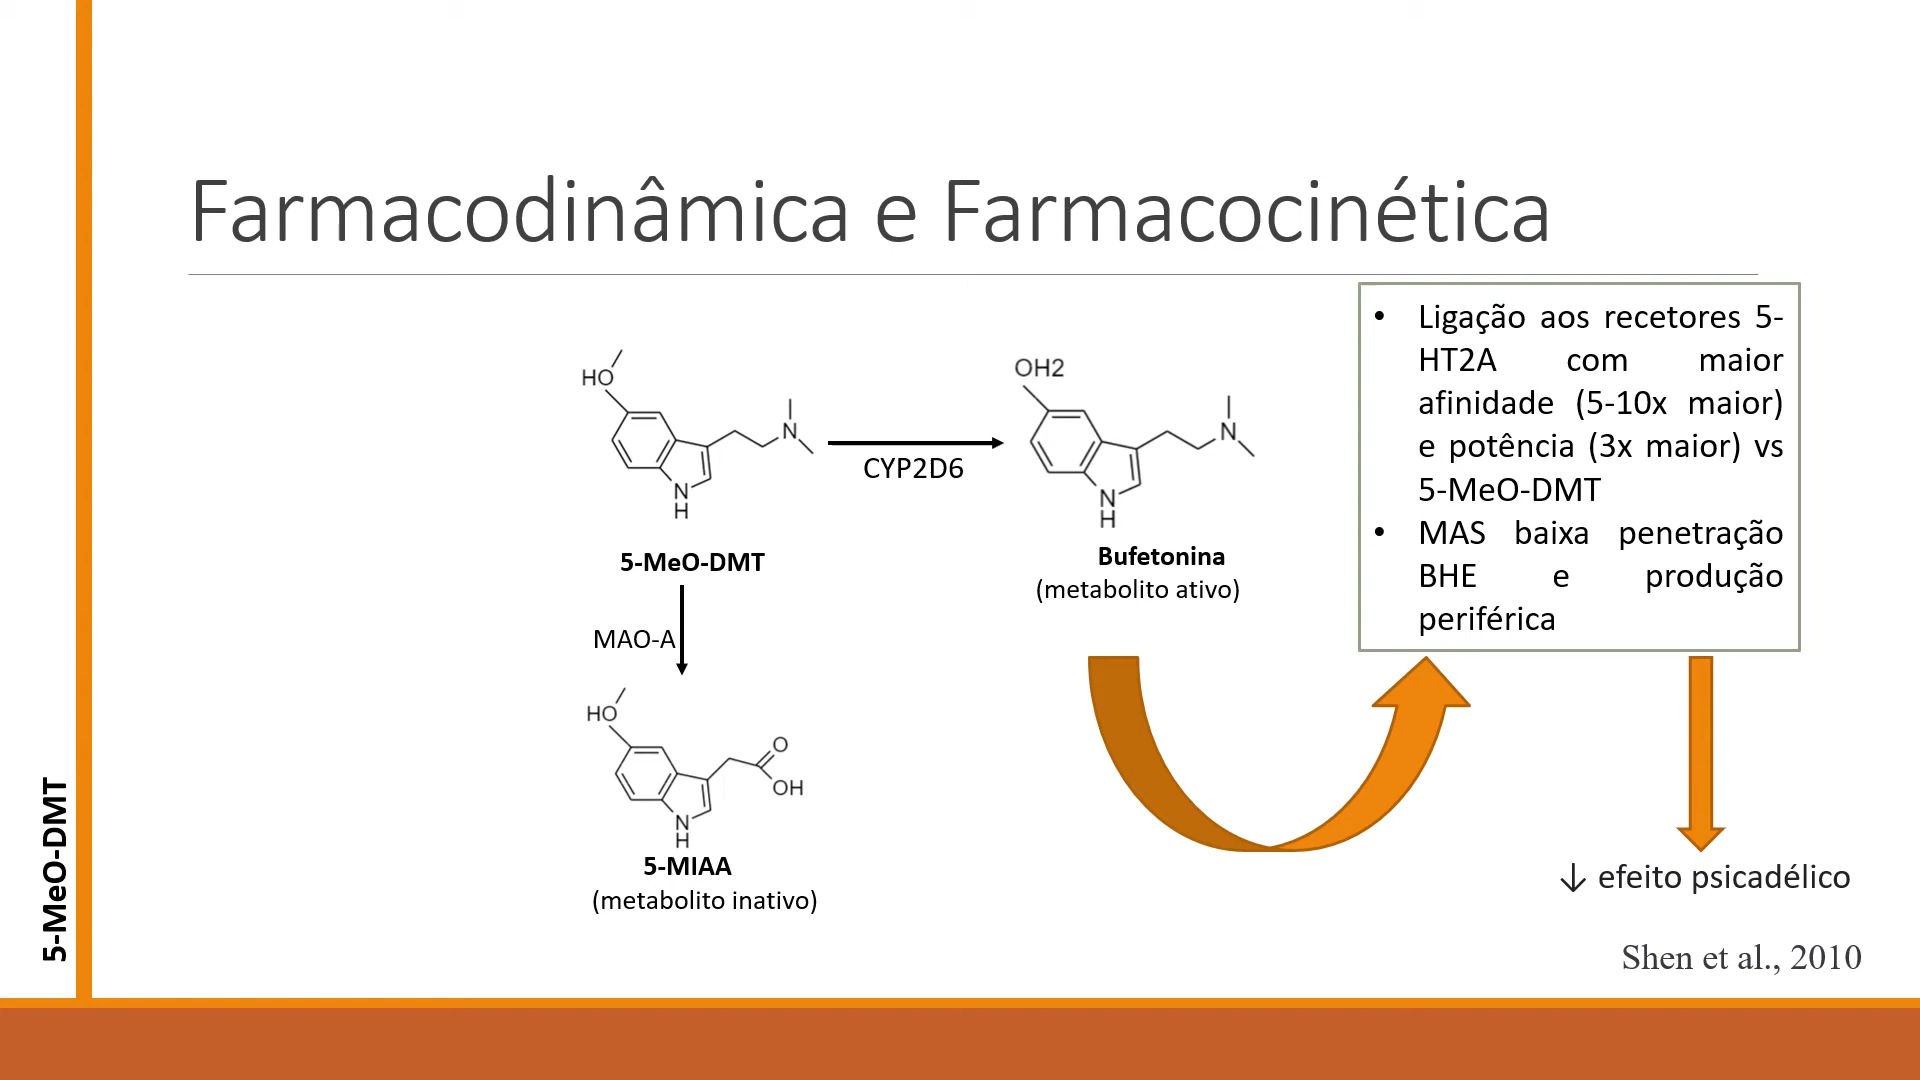 Farmacodinâmica e Farmacocinética
HO
N
N
H
5-MeO-DMT
CYP2D6
OH2
N
N
H
Bufetonina
(metabolito ativo)
• Ligação aos recetores 5-
HT2A com maior
afinidade (5-10x maior)
e potência (3x maior) vs
5-MeO-DMT
• MAS baixa penetração
BHE e produção
periférica
MAO-A
HO
O
OH
N
H
5-MIAA
(metabolito inativo)
↓ efeito psicadélico
Shen et al., 2010
5-MeO-DMT